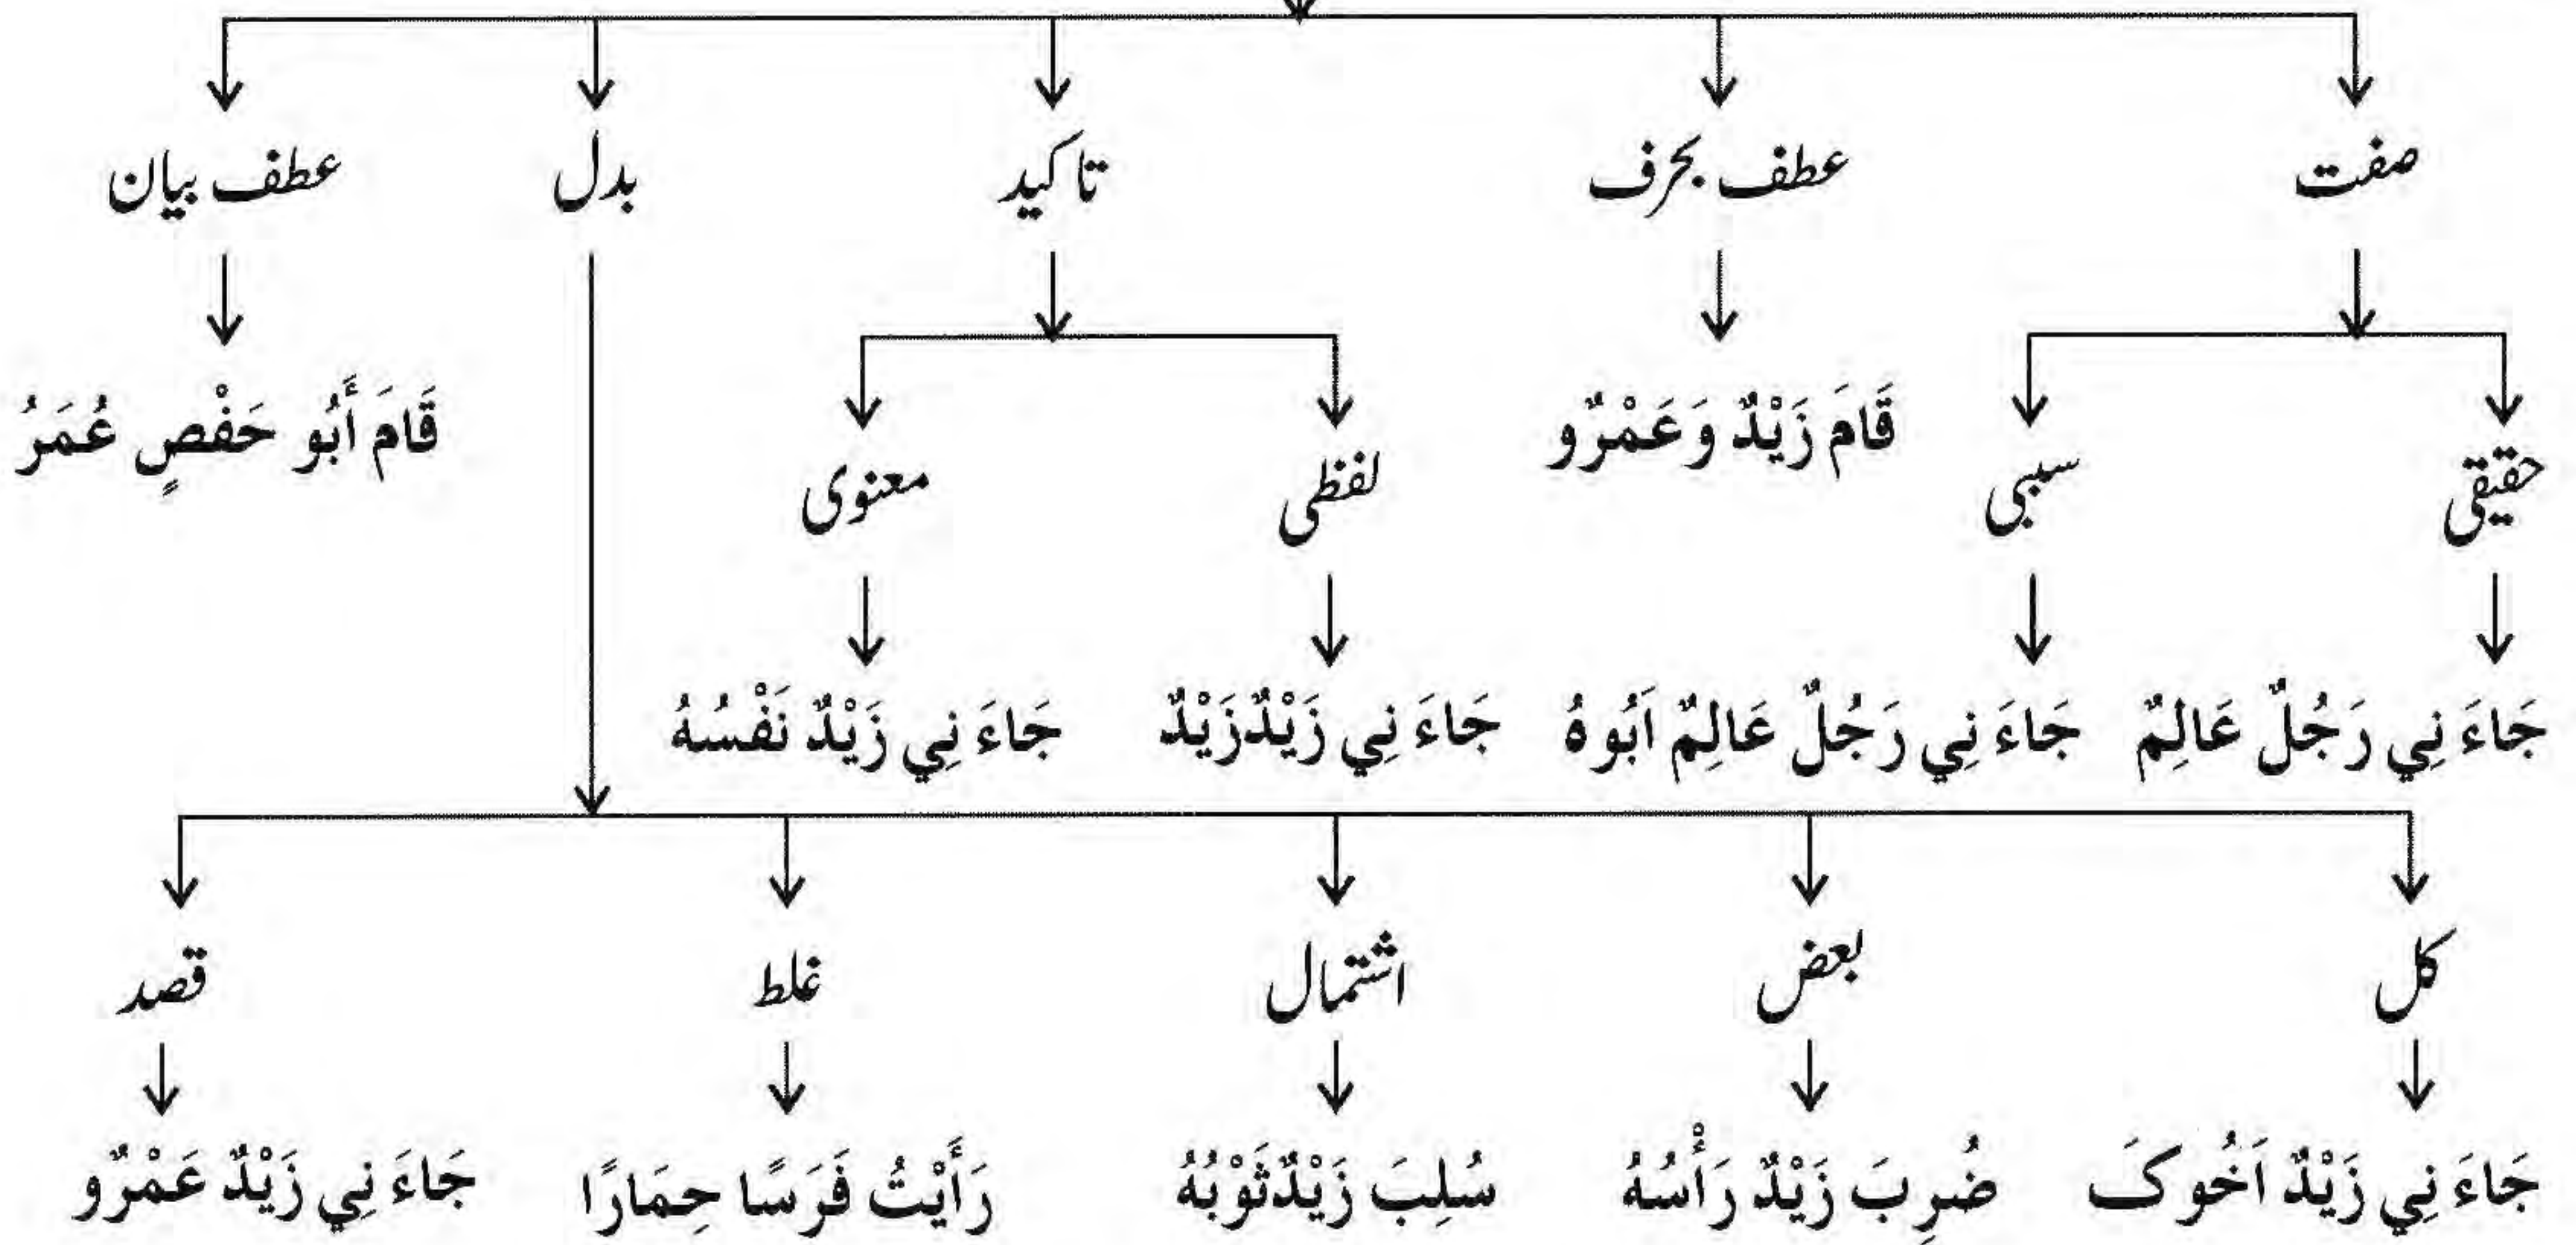 صفت عطف بحرف تاکید بدل عطف بیان
قَامَ زَیْدٌ وَعَمْرٌو قَامَ أَبُو حَفْصٍ عُمَرُ
حقیقی سببی لفظی معنوی
جَاءَنِي رَجُلٌ عَالِمٌ جَاءَنِي رَجُلٌ عَالِمٌ اَبُوهُ جَاءَنِي زَيْدٌ زَيْدٌ جَاءَنِي زَيْدٌ نَفْسُهُ
کل بعض اشتمال غلط قصد
جَاءَنِي زَيْدٌ اَخُوکَ ضُرِبَ زَيْدٌ رَأْسُهُ سُلِبَ زَيْدٌ ثَوْبُهُ رَأَيْتُ فَرَسًا حِمَارًا جَاءَنِي زَيْدٌ عَمْرٌو